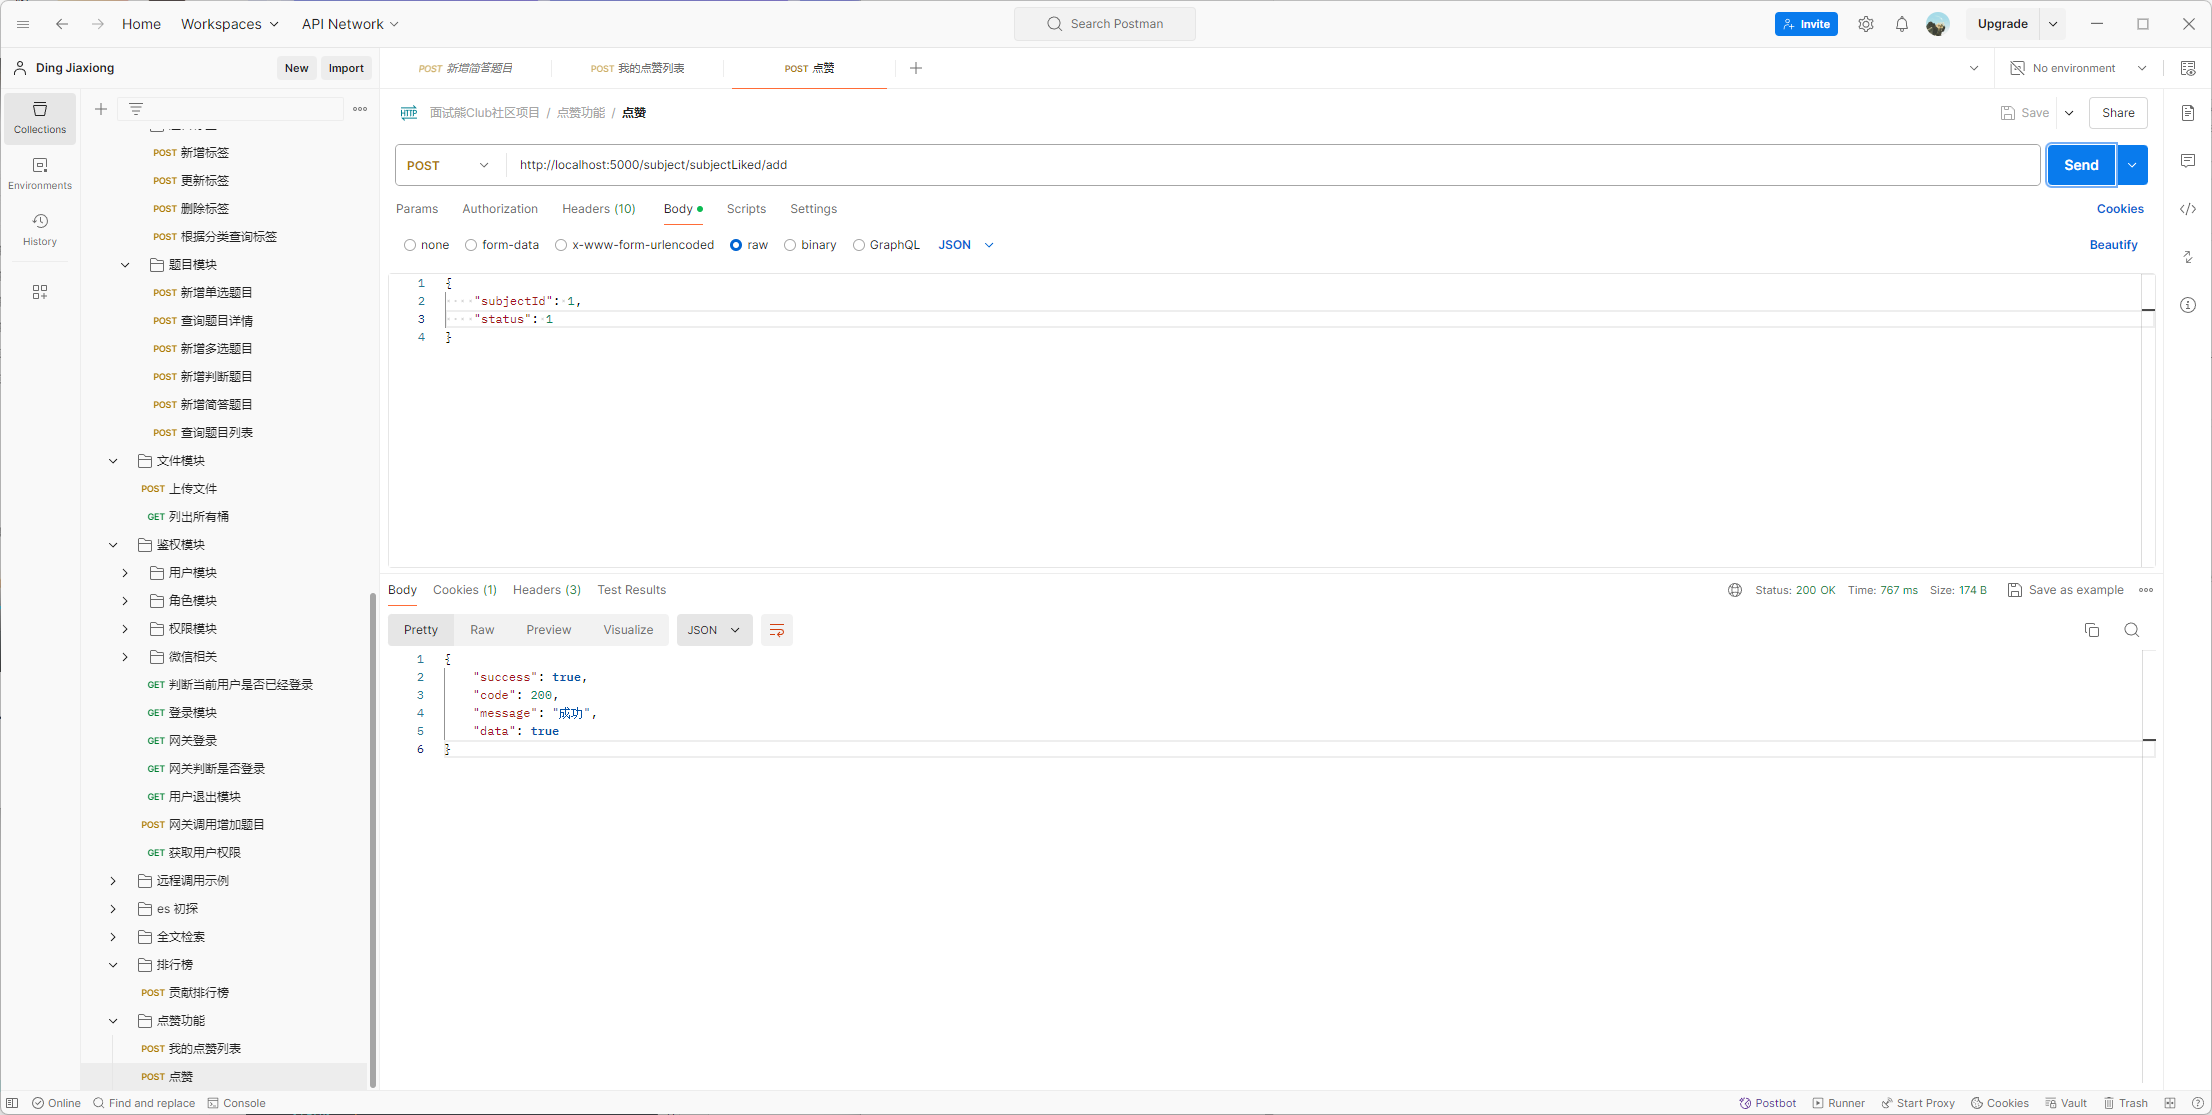 Home
Workspaces
API Network
Search Postman
Invite
Upgrade
Ding Jiaxiong
New
Import
POST 新增简答题目
POST 我的点赞列表
POST 点赞
No environment
Collections
Environments
History
POST 新增标签
POST 更新标签
POST 删除标签
POST 根据分类查询标签
题目模块
POST 新增单选题目
POST 查询题目详情
POST 新增多选题目
POST 新增判断题目
POST 新增简答题目
POST 查询题目列表
文件模块
POST 上传文件
GET 列出所有桶
鉴权模块
用户模块
角色模块
权限模块
微信相关
GET 判断当前用户是否已经登录
GET 登录模块
GET 网关登录
GET 网关判断是否登录
GET 用户退出模块
POST 网关调用增加题目
GET 获取用户权限
远程调用示例
es 初探
全文检索
排行榜
POST 贡献排行榜
点赞功能
POST 我的点赞列表
POST 点赞
HTTP 面试熊Club社区项目 / 点赞功能 / 点赞
Save
Share
POST
http://localhost:5000/subject/subjectLiked/add
Send
Params
Authorization
Headers (10)
Body
Scripts
Settings
Cookies
none
form-data
x-www-form-urlencoded
raw
binary
GraphQL
JSON
Beautify
1 {
2 "subjectId": 1,
3 "status": 1
4 }
Body
Cookies (1)
Headers (3)
Test Results
Status: 200 OK
Time: 767 ms
Size: 174 B
Save as example
Pretty
Raw
Preview
Visualize
JSON
1 {
2 "success": true,
3 "code": 200,
4 "message": "成功",
5 "data": true
6 }
Online
Find and replace
Console
Postbot
Runner
Start Proxy
Cookies
Vault
Trash